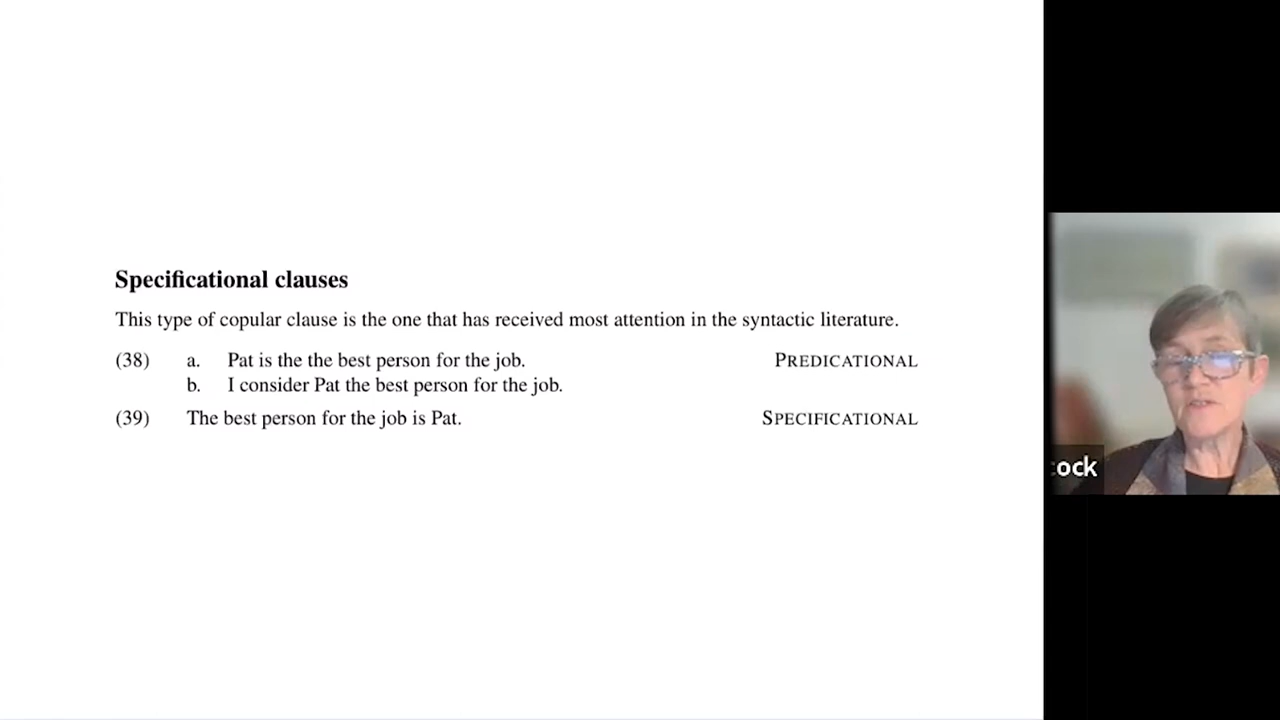 Specificational clauses
This type of copular clause is the one that has received most attention in the syntactic literature.
(38) a. Pat is the the best person for the job. PREDICATIONAL
b. I consider Pat the best person for the job.
(39) The best person for the job is Pat. SPECIFICATIONAL
cock